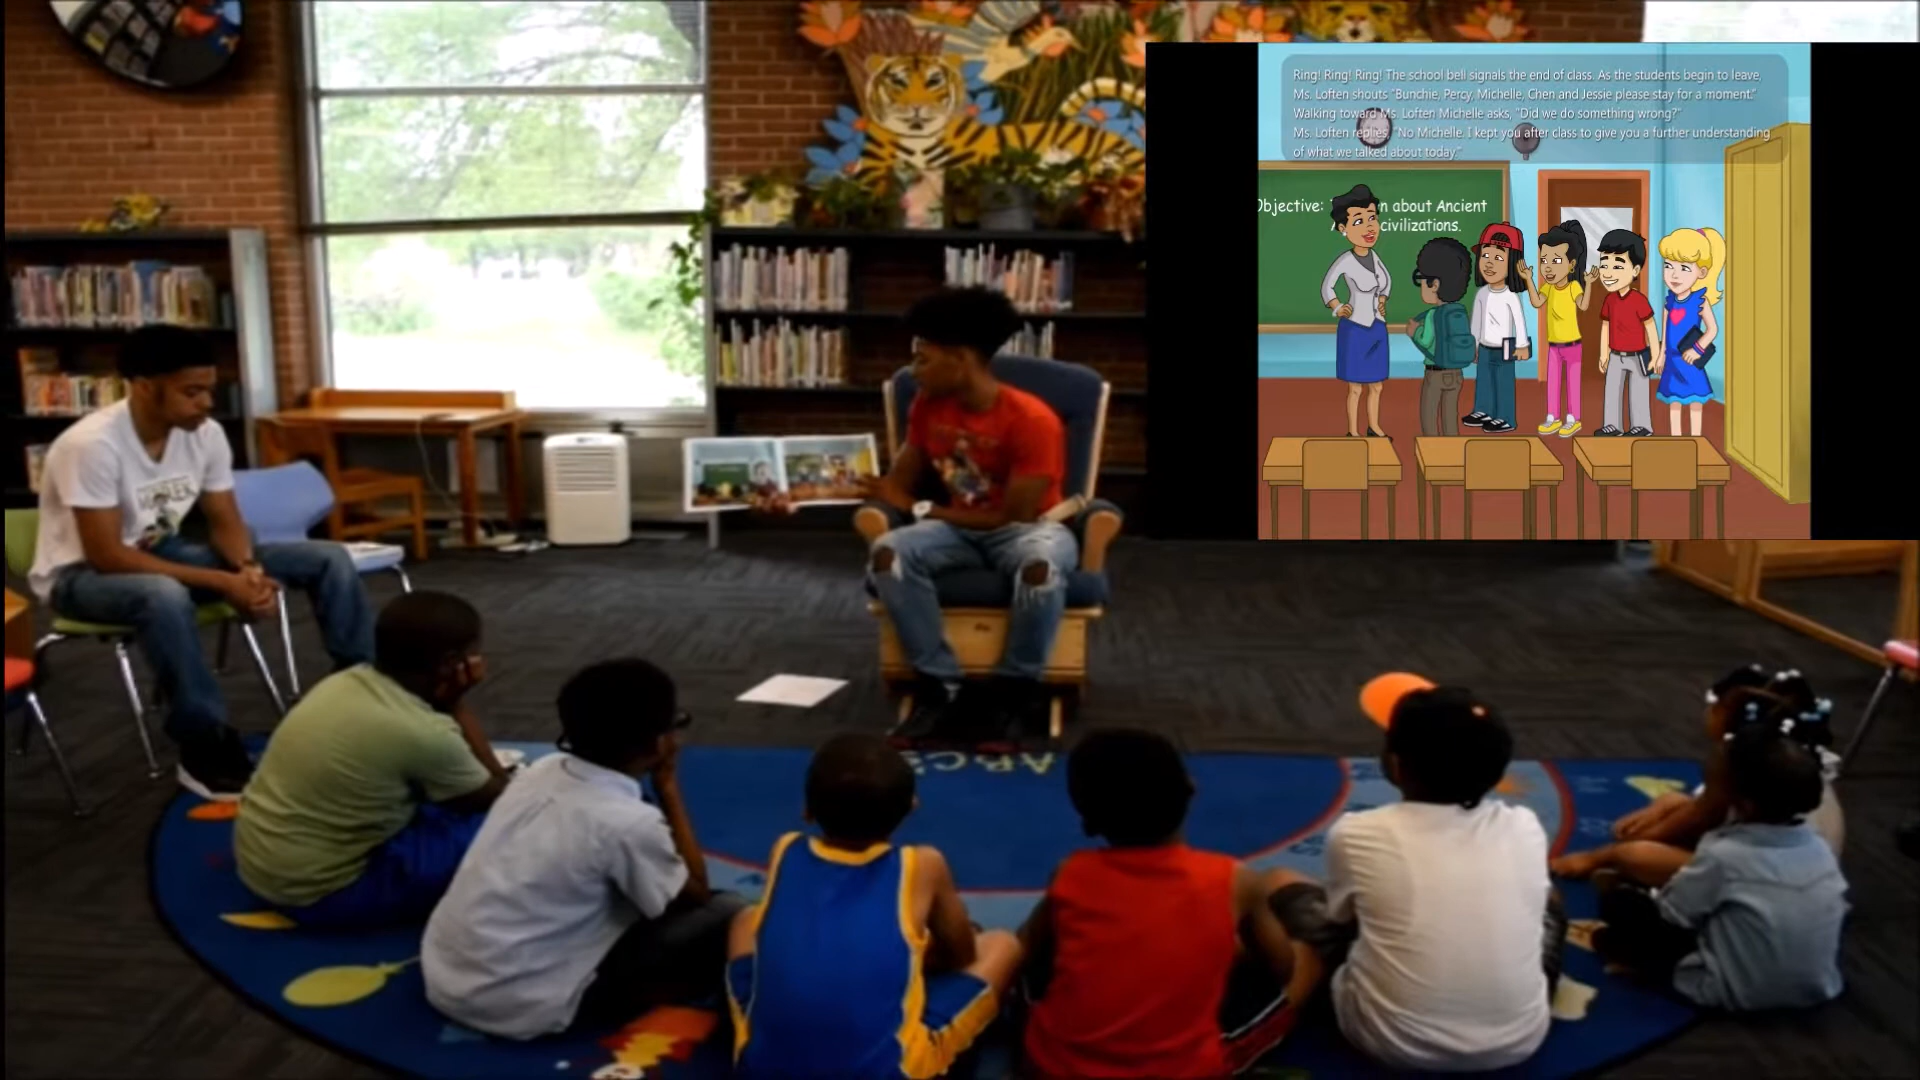 Ring! Ring! Ring! The school bell signals the end of class. As the students begin to leave,
Ms. Loften shouts "Bunchie, Percy, Michelle, Chen and Jessie please stay for a moment."
Walking toward Ms. Loften Michelle asks, "Did we do something wrong?"
Ms. Loften replies, "No Michelle. I kept you after class to give you a further understanding
of what we talked about today."
Objective: n about Ancient
civilizations.
ABC's